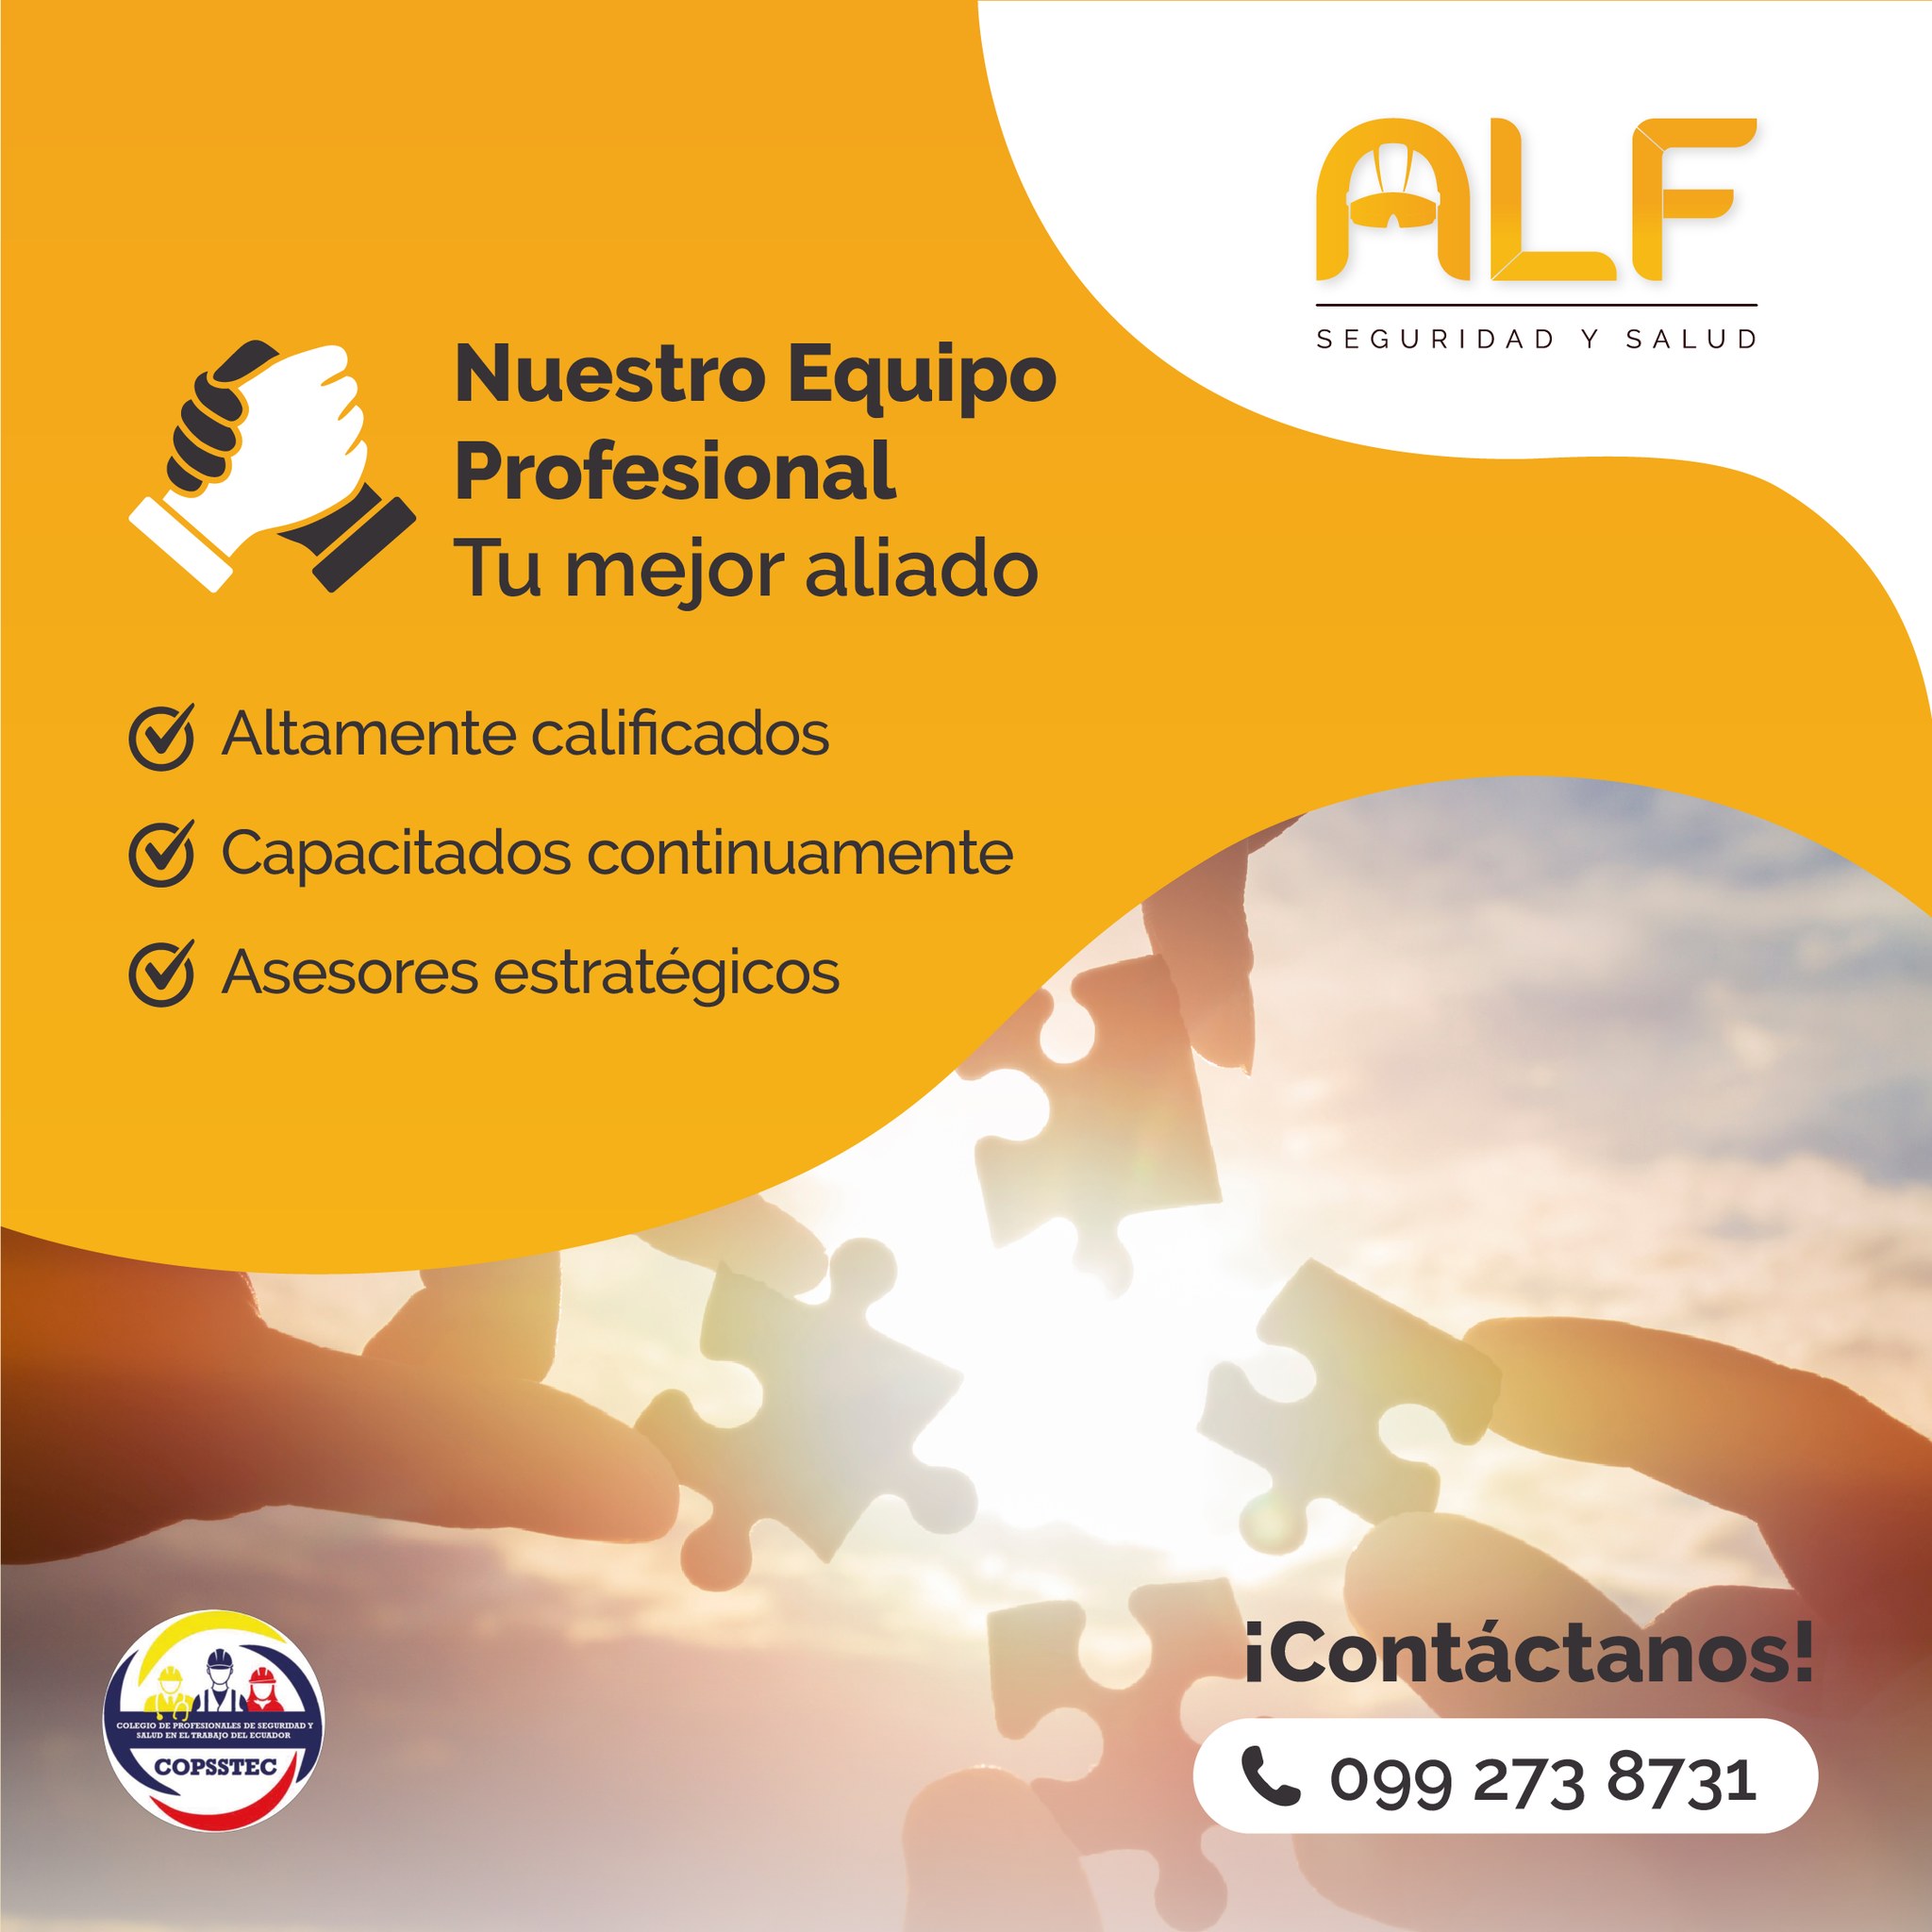 ALF
SEGURIDAD Y SALUD
Nuestro Equipo
Profesional
Tu mejor aliado
Altamente calificados
Capacitados continuamente
Asesores estratégicos
COLEGIO DE PROFESIONALES DE SEGURIDAD Y
SALUD EN EL TRABAJO DEL ECUADOR
COPSSTEC
¡Contáctanos!
099 273 8731